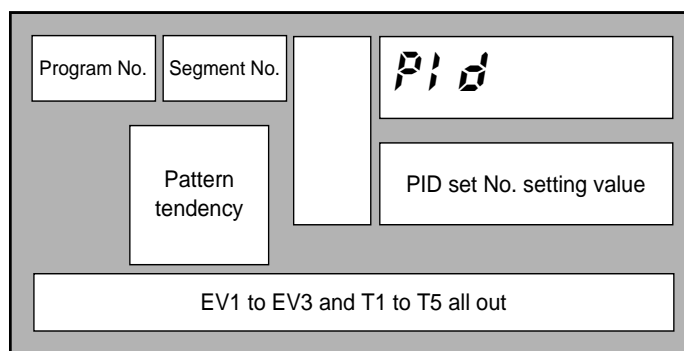 Program No.
Segment No.
PId
Pattern
tendency
PID set No. setting value
EV1 to EV3 and T1 to T5 all out